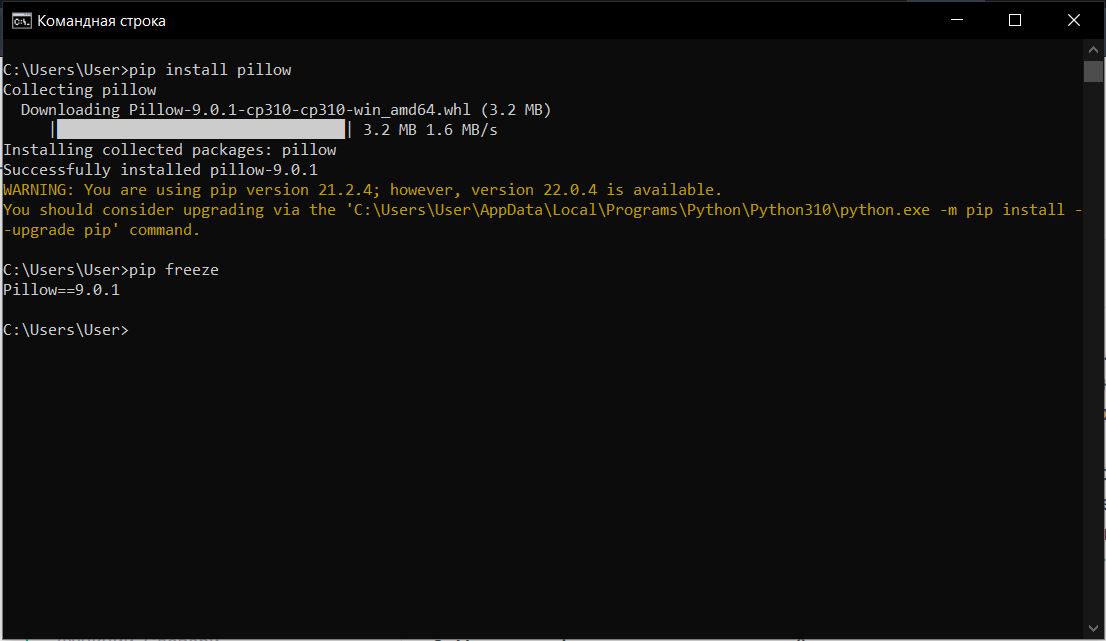 Командная строка
C:\Users\User>pip install pillow
Collecting pillow
  Downloading Pillow-9.0.1-cp310-cp310-win_amd64.whl (3.2 MB)
     |████████████████████████████████| 3.2 MB 1.6 MB/s
Installing collected packages: pillow
Successfully installed pillow-9.0.1
WARNING: You are using pip version 21.2.4; however, version 22.0.4 is available.
You should consider upgrading via the 'C:\Users\User\AppData\Local\Programs\Python\Python310\python.exe -m pip install -
-upgrade pip' command.
C:\Users\User>pip freeze
Pillow==9.0.1
C:\Users\User>